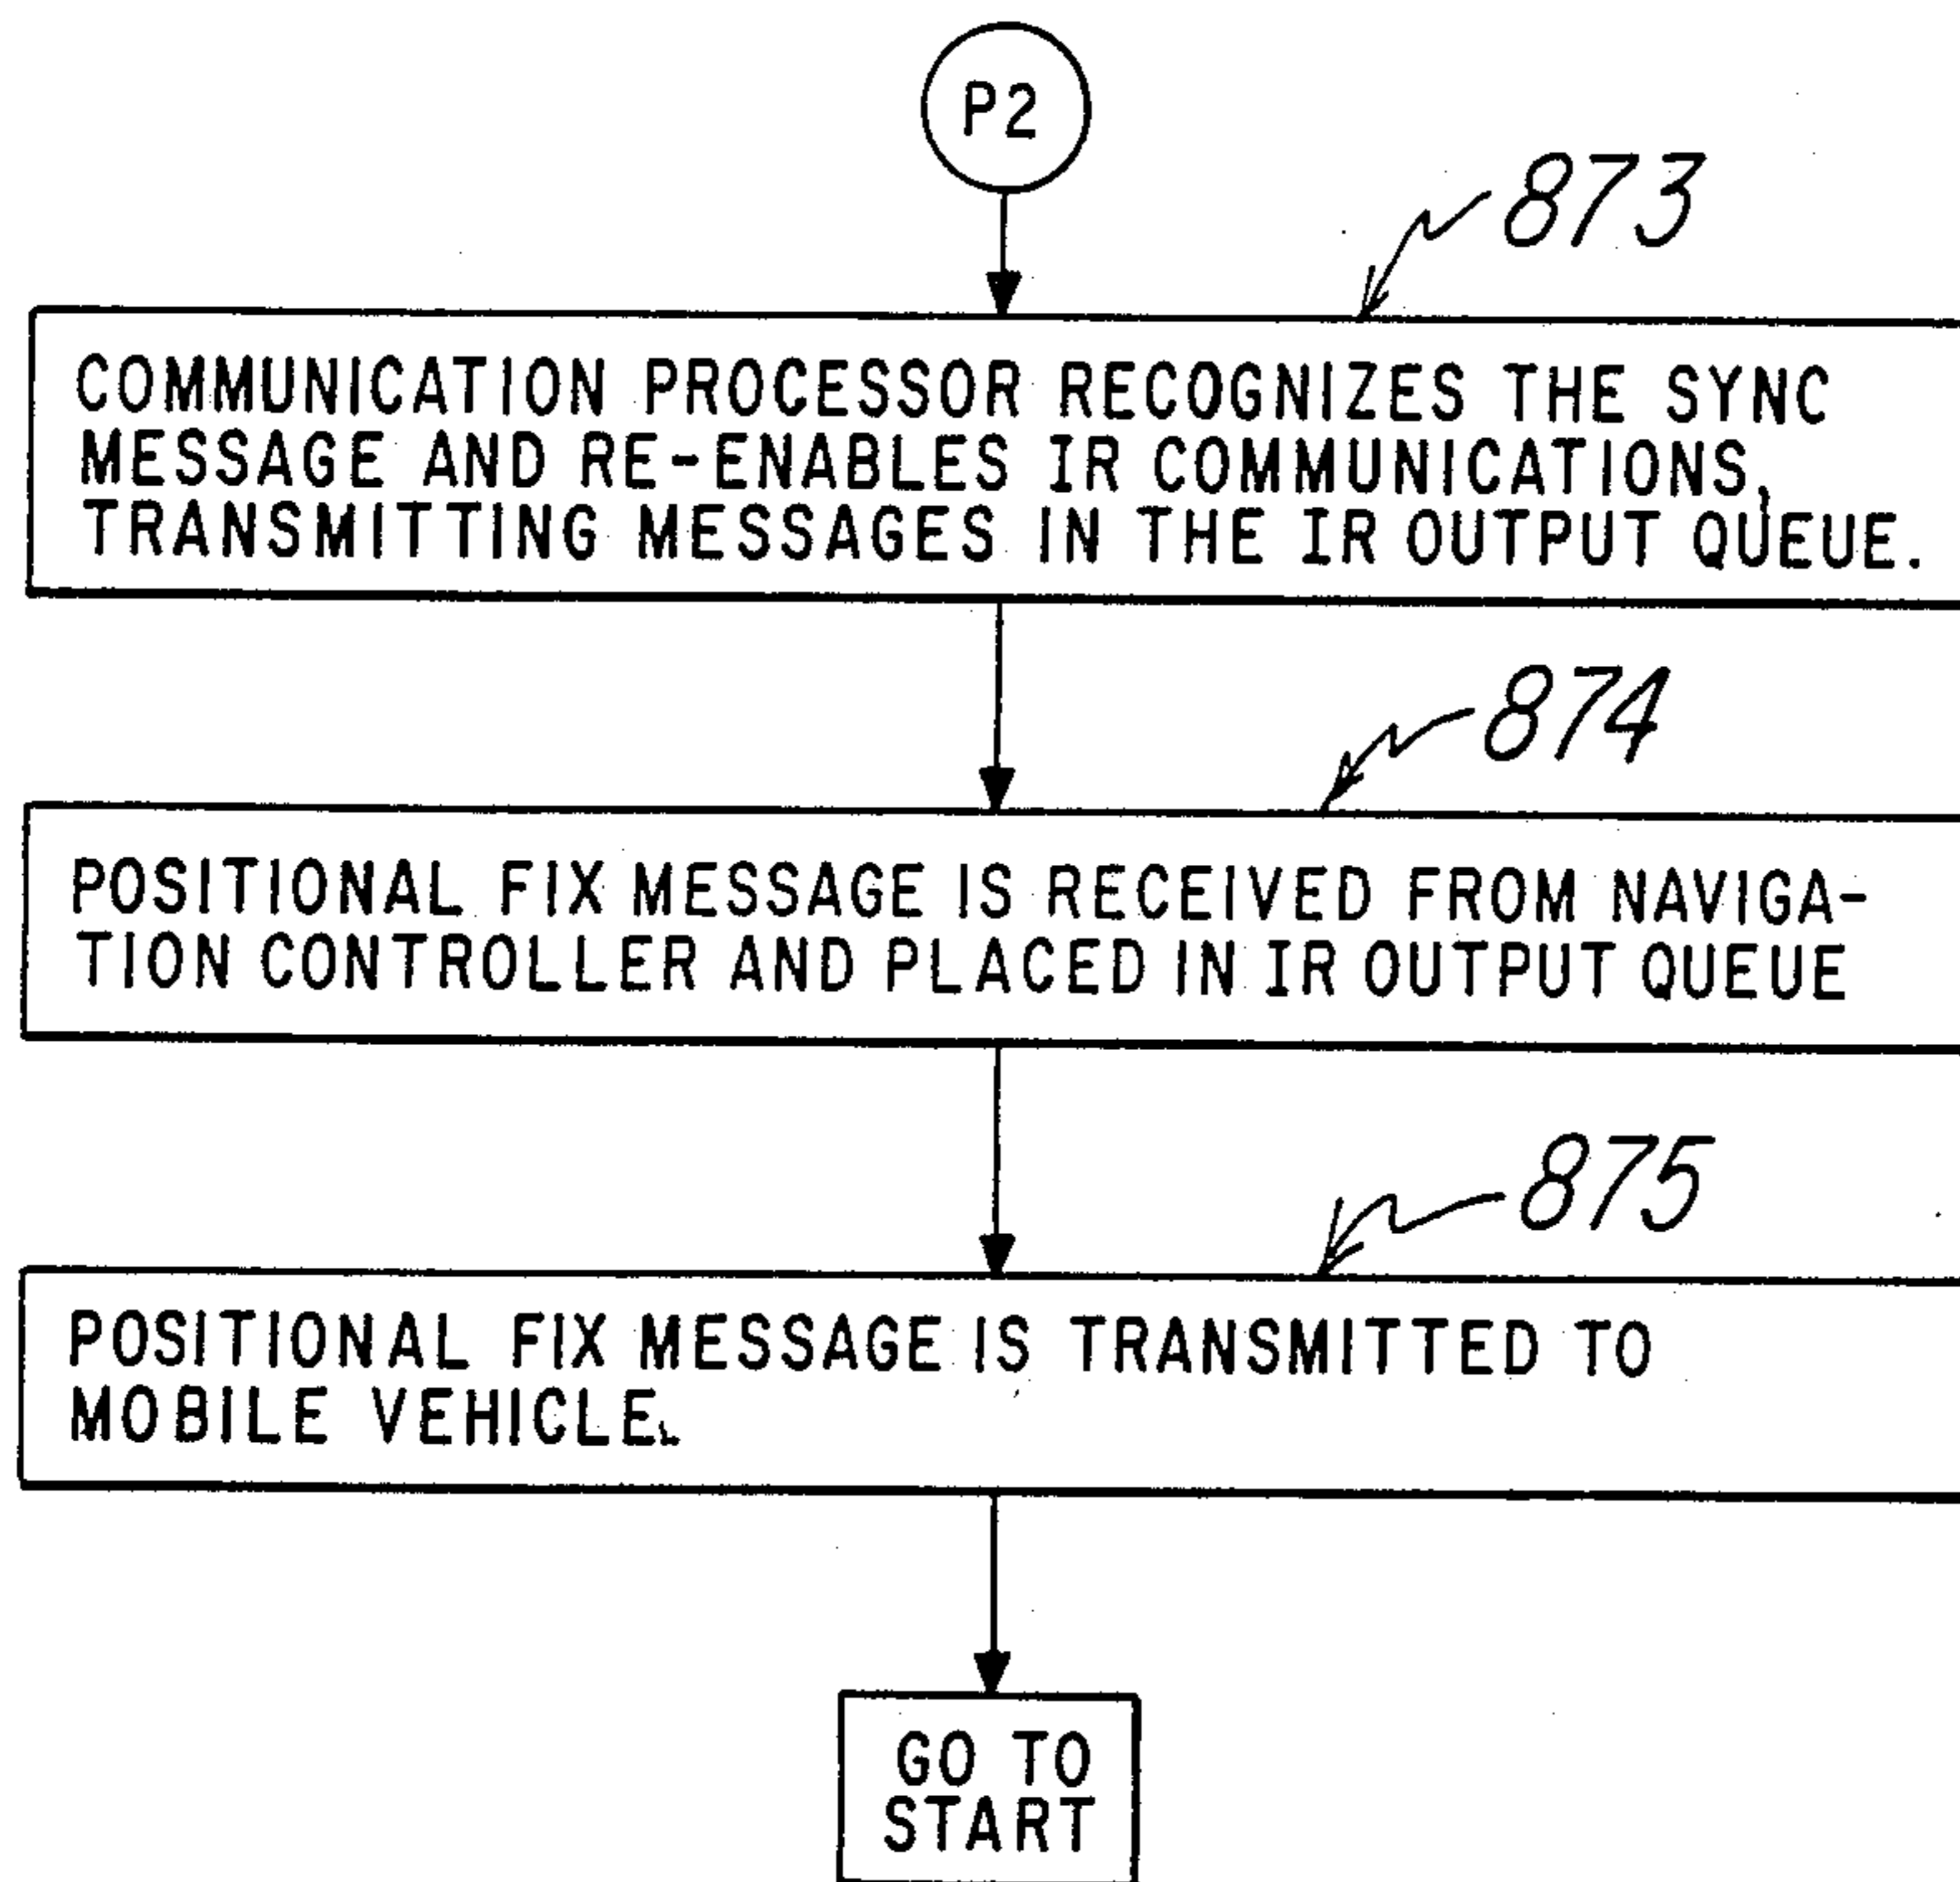 P2
873
COMMUNICATION PROCESSOR RECOGNIZES THE SYNC
MESSAGE AND RE-ENABLES IR COMMUNICATIONS,
TRANSMITTING MESSAGES IN THE IR OUTPUT QUEUE.
874
POSITIONAL FIX MESSAGE IS RECEIVED FROM NAVIGA-
TION CONTROLLER AND PLACED IN IR OUTPUT QUEUE
875
POSITIONAL FIX MESSAGE IS TRANSMITTED TO
MOBILE VEHICLE.
GO TO
START